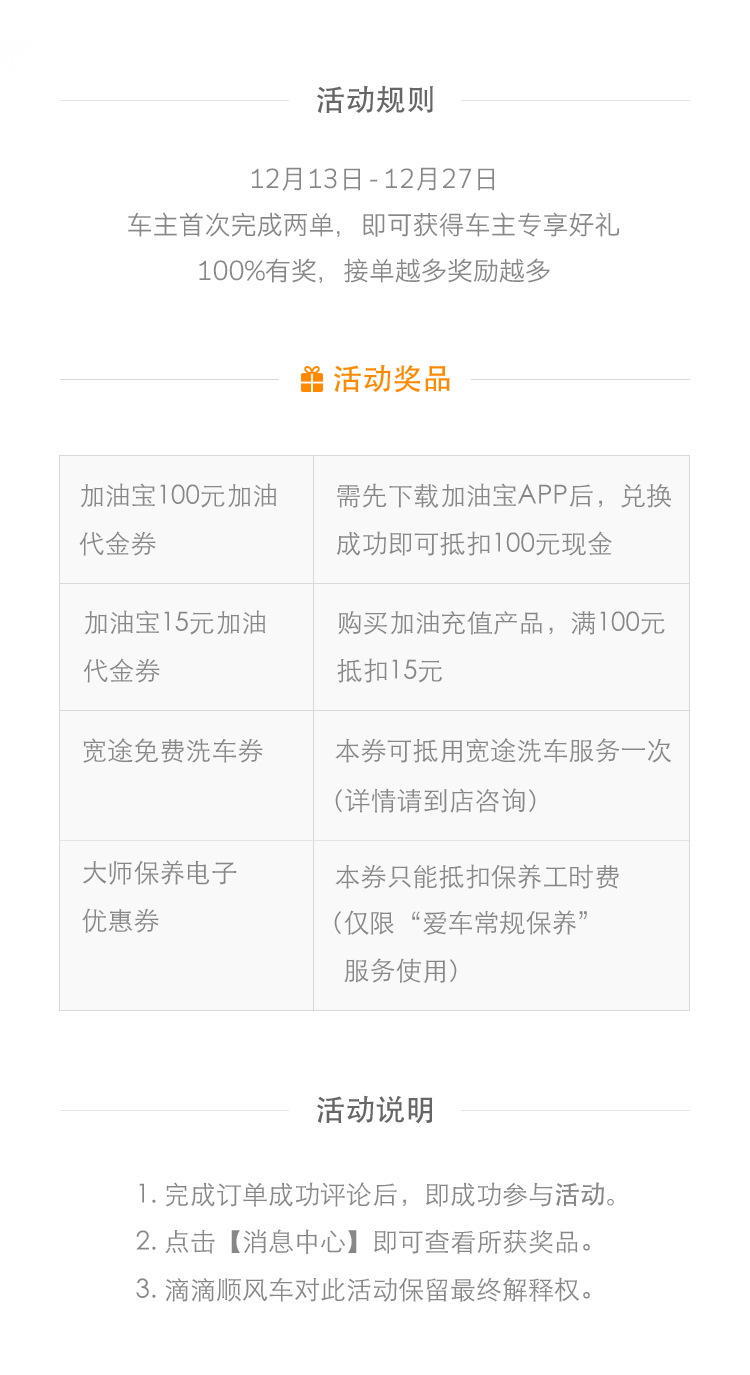 活动规则
12月13日-12月27日
车主首次完成两单，即可获得车主专享好礼
100%有奖，接单越多奖励越多
活动奖品
加油宝100元加油
代金券
需先下载加油宝APP后，兑换
成功即可抵扣100元现金
加油宝15元加油
代金券
购买加油充值产品，满100元
抵扣15元
宽途免费洗车券
本券可抵用宽途洗车服务一次
（详情请到店咨询）
大师保养电子
优惠券
本券只能抵扣保养工时费
（仅限“爱车常规保养”
服务使用）
活动说明
1. 完成订单成功评论后，即成功参与活动。
2. 点击【消息中心】即可查看所获奖品。
3. 滴滴顺风车对此活动保留最终解释权。